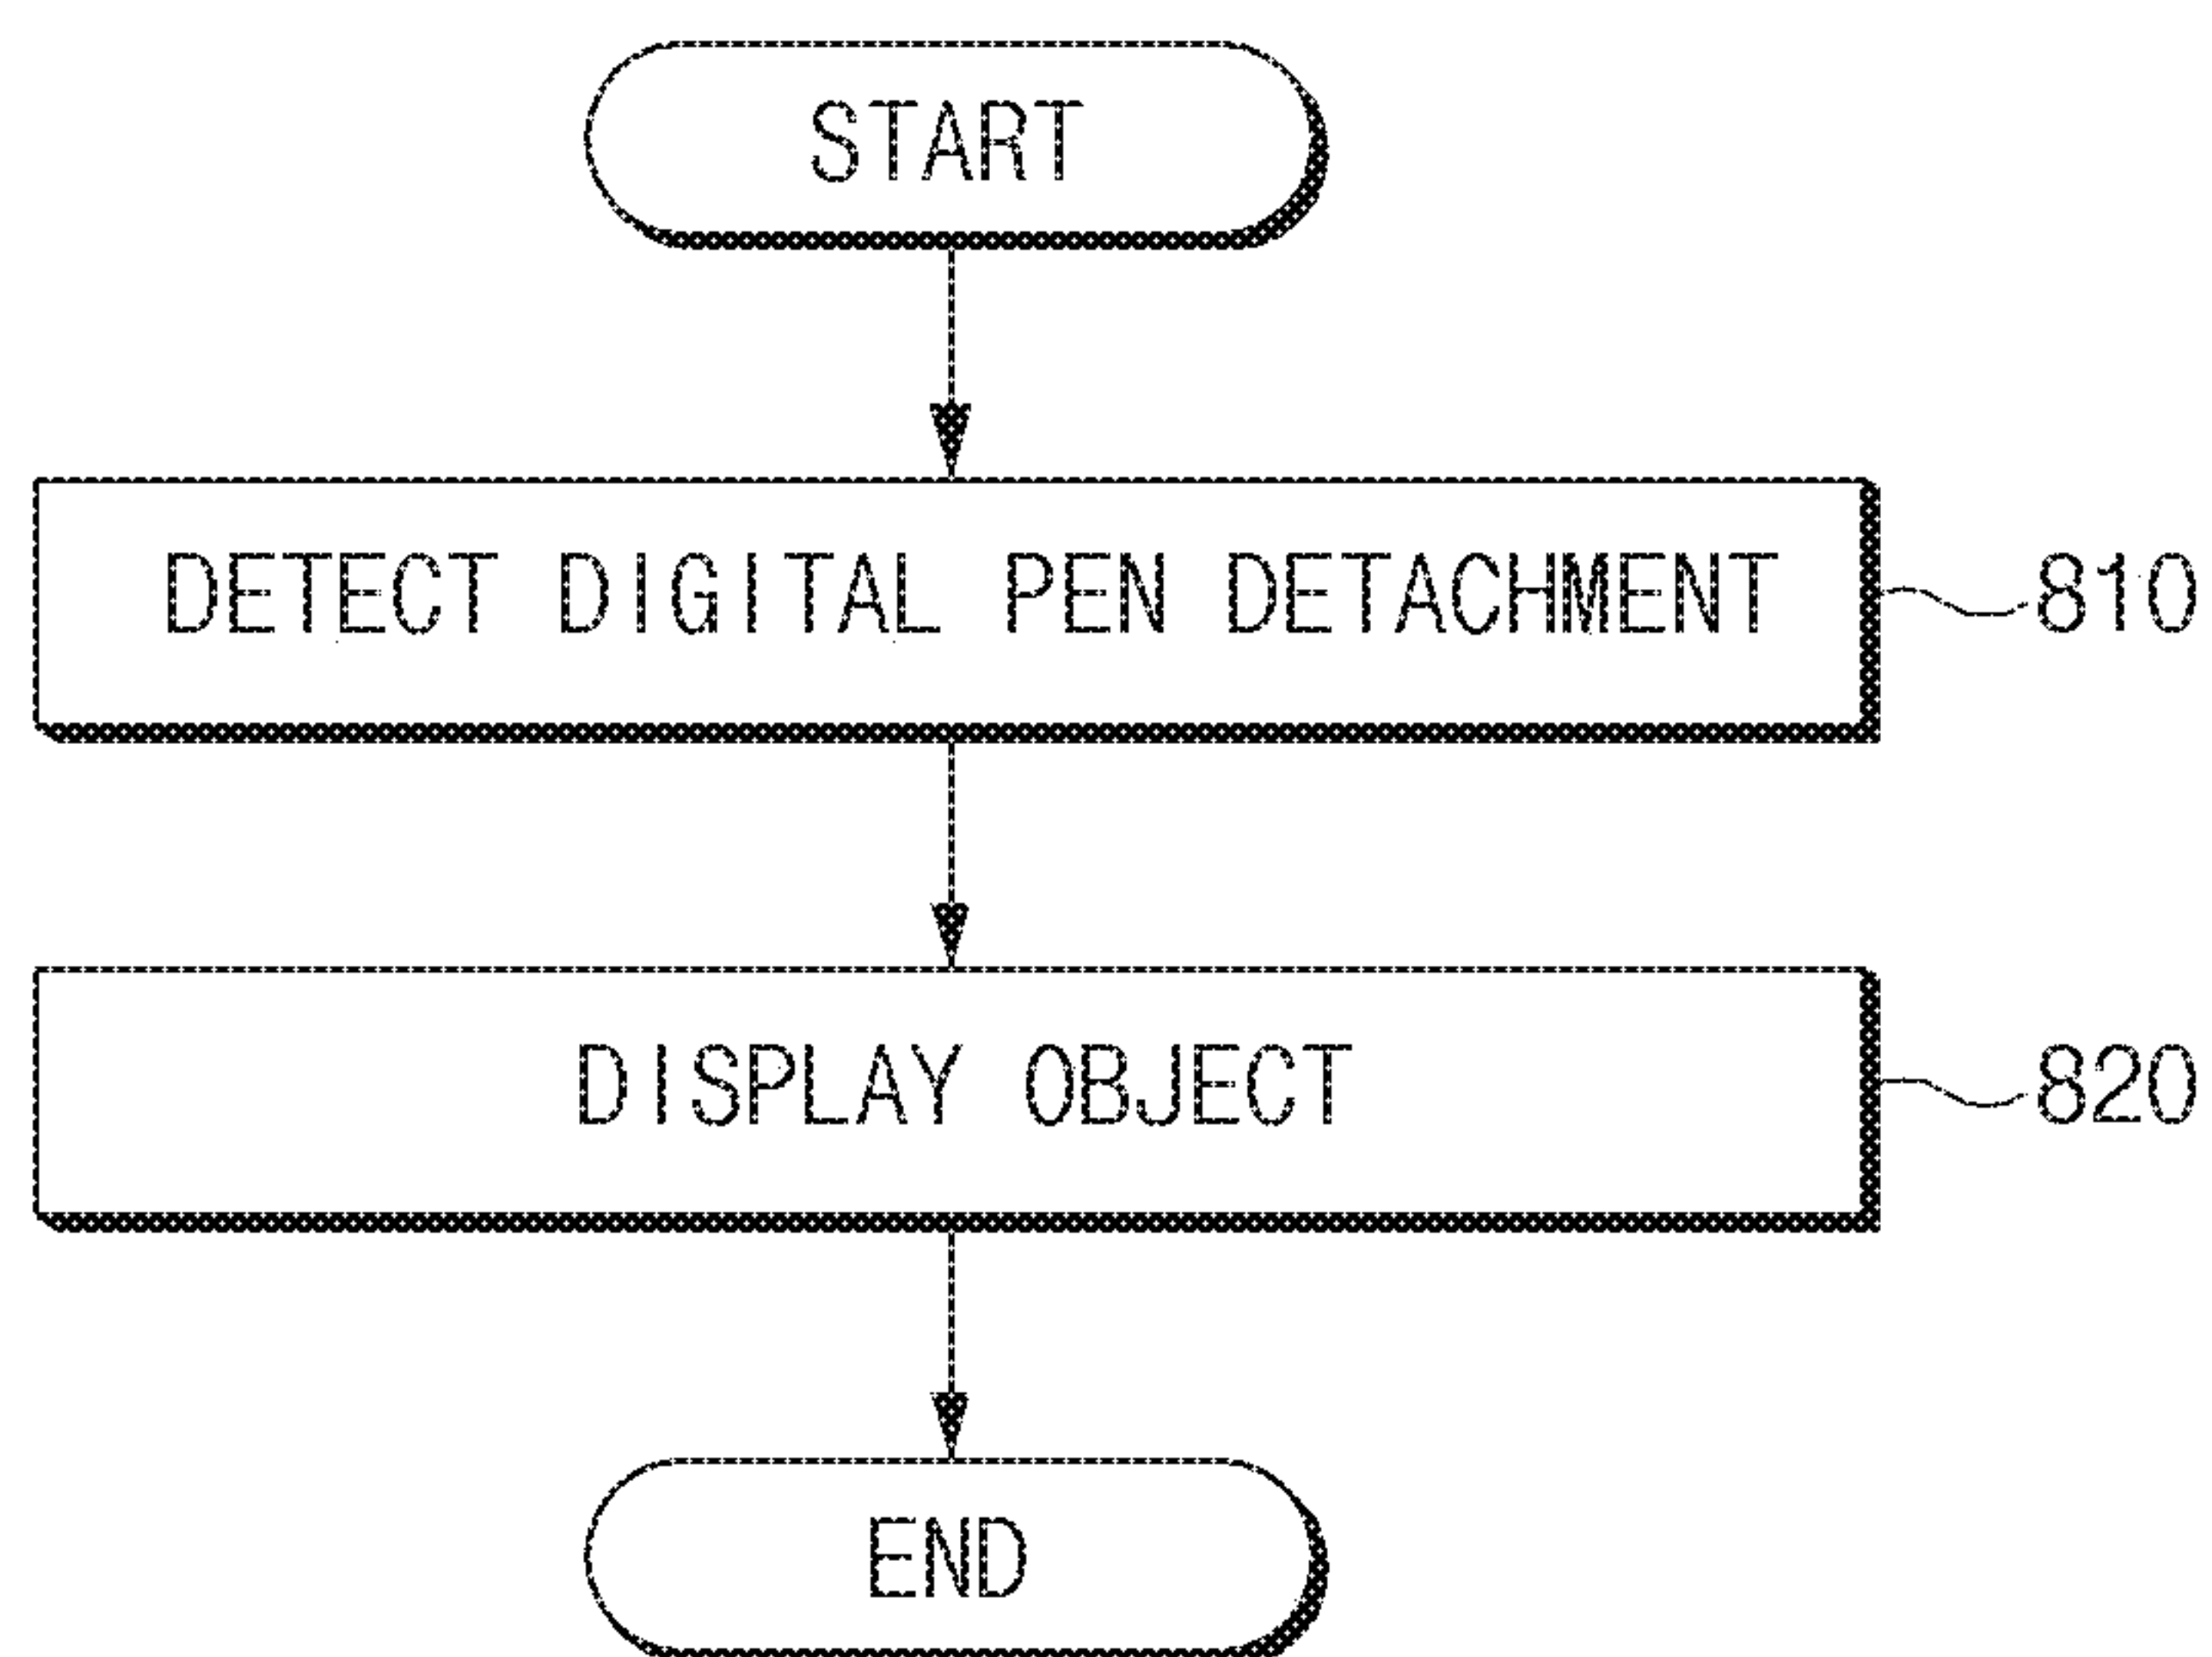 START
DETECT DIGITAL PEN DETACHMENT
810
DISPLAY OBJECT
820
END